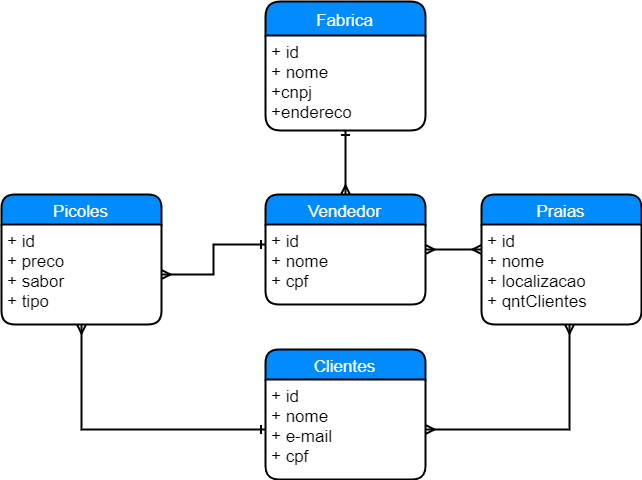 Fabrica
+ id
+ nome
+cnpj
+endereco
Picoles
+ id
+ preco
+ sabor
+ tipo
Vendedor
+ id
+ nome
+ cpf
Praias
+ id
+ nome
+ localizacao
+ qntClientes
Clientes
+ id
+ nome
+ e-mail
+ cpf